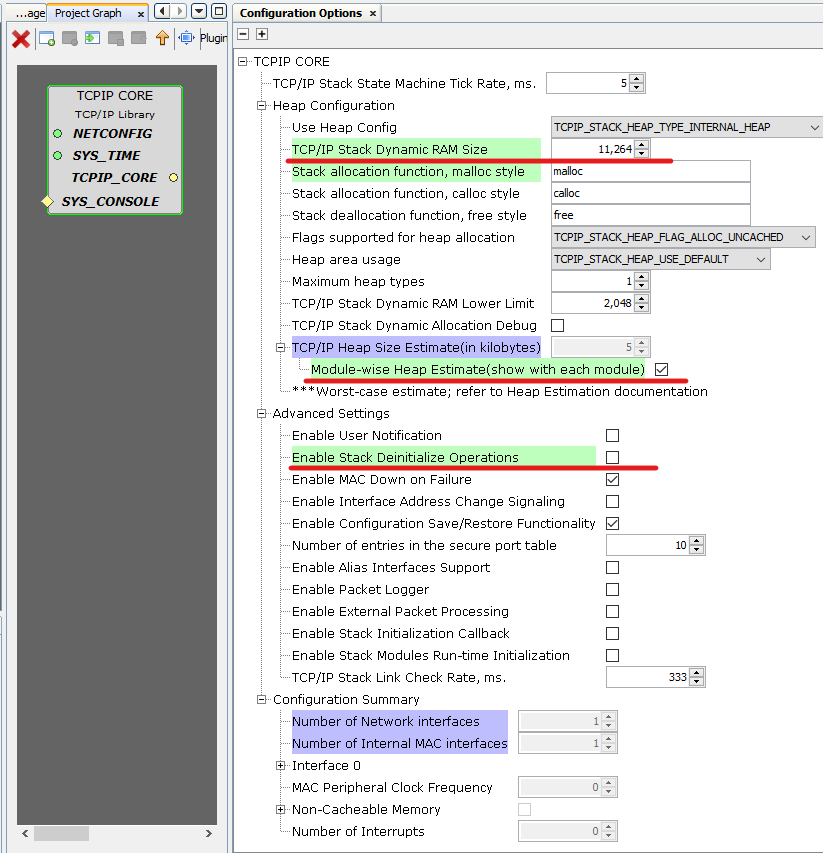 ...age
Project Graph
Plugin
TCPIP CORE
TCP/IP Library
NETCONFIG
SYS_TIME
TCPIP_CORE
SYS_CONSOLE
Configuration Options
TCPIP CORE
TCP/IP Stack State Machine Tick Rate, ms. 5
Heap Configuration
Use Heap Config TCPIP_STACK_HEAP_TYPE_INTERNAL_HEAP
TCP/IP Stack Dynamic RAM Size 11,264
Stack allocation function, malloc style malloc
Stack allocation function, calloc style calloc
Stack deallocation function, free style free
Flags supported for heap allocation TCPIP_STACK_HEAP_FLAG_ALLOC_UNCACHED
Heap area usage TCPIP_STACK_HEAP_USE_DEFAULT
Maximum heap types 1
TCP/IP Stack Dynamic RAM Lower Limit 2,048
TCP/IP Stack Dynamic Allocation Debug
TCP/IP Heap Size Estimate(in kilobytes) 5
Module-wise Heap Estimate(show with each module)
***Worst-case estimate; refer to Heap Estimation documentation
Advanced Settings
Enable User Notification
Enable Stack Deinitialize Operations
Enable MAC Down on Failure
Enable Interface Address Change Signaling
Enable Configuration Save/Restore Functionality
Number of entries in the secure port table 10
Enable Alias Interfaces Support
Enable Packet Logger
Enable External Packet Processing
Enable Stack Initialization Callback
Enable Stack Modules Run-time Initialization
TCP/IP Stack Link Check Rate, ms. 333
Configuration Summary
Number of Network interfaces 1
Number of Internal MAC interfaces 1
Interface 0
MAC Peripheral Clock Frequency 0
Non-Cacheable Memory
Number of Interrupts 0